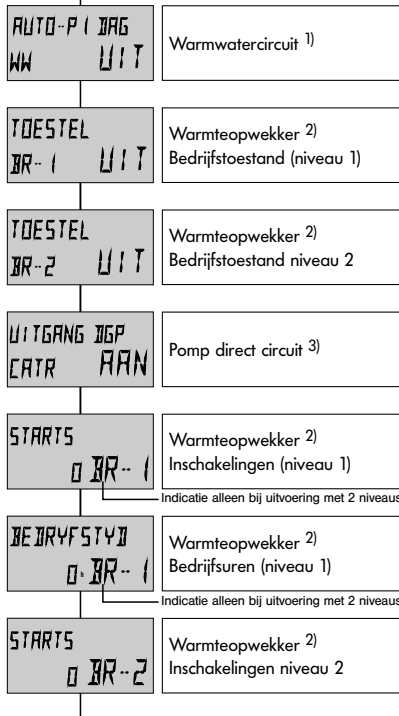 AUTO-P1 DAG
WW UIT
Warmwatercircuit 1)
TOESTEL
BR-1 UIT
Warmteopwekker 2)
Bedrijfstoestand (niveau 1)
TOESTEL
BR-2 UIT
Warmteopwekker 2)
Bedrijfstoestand niveau 2
UITGANG DGP
CATR AAN
Pomp direct circuit 3)
STARTS
0 BR-1
Warmteopwekker 2)
Inschakelingen (niveau 1)
Indicatie alleen bij uitvoering met 2 niveaus
BEDRYFSTYD
0. BR-1
Warmteopwekker 2)
Bedrijfsuren (niveau 1)
Indicatie alleen bij uitvoering met 2 niveaus
STARTS
0 BR-2
Warmteopwekker 2)
Inschakelingen niveau 2